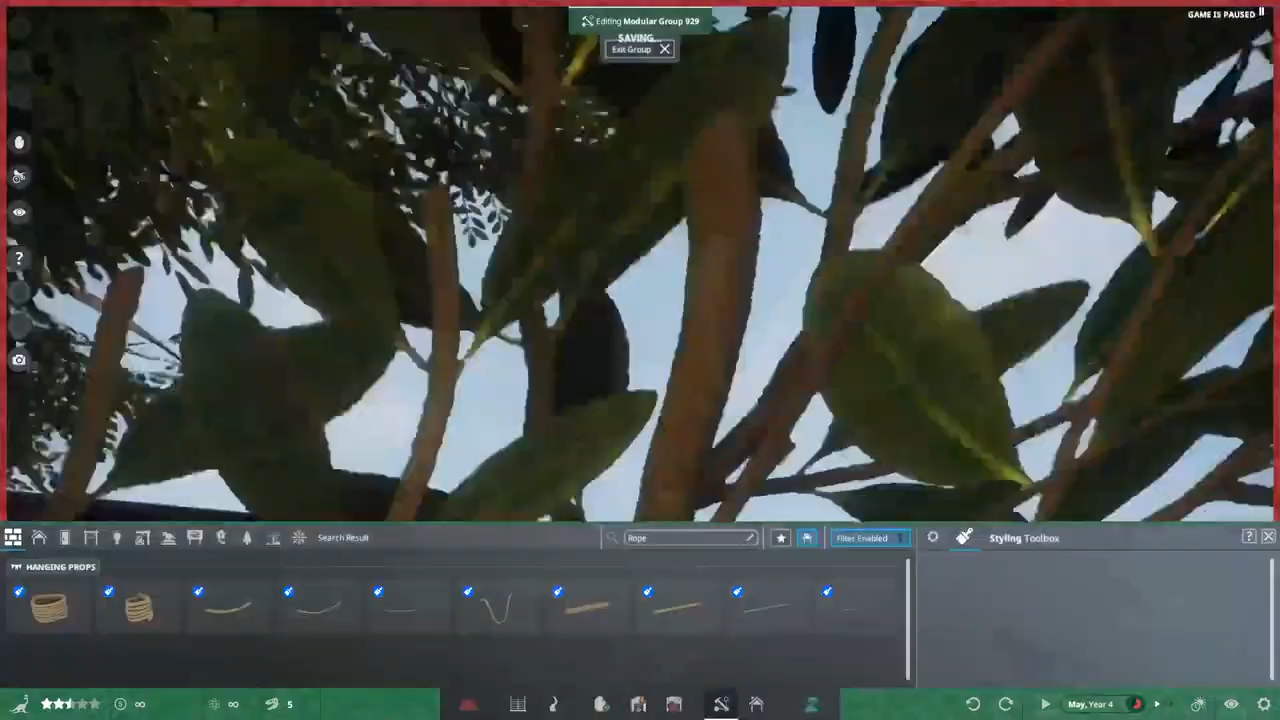 Editing Modular Group 929
SAVING...
Exit Group
GAME IS PAUSED
?
Search Result
Rope
Filter Enabled
Styling Toolbox
?
HANGING PROPS
∞
∞
5
May, Year 4